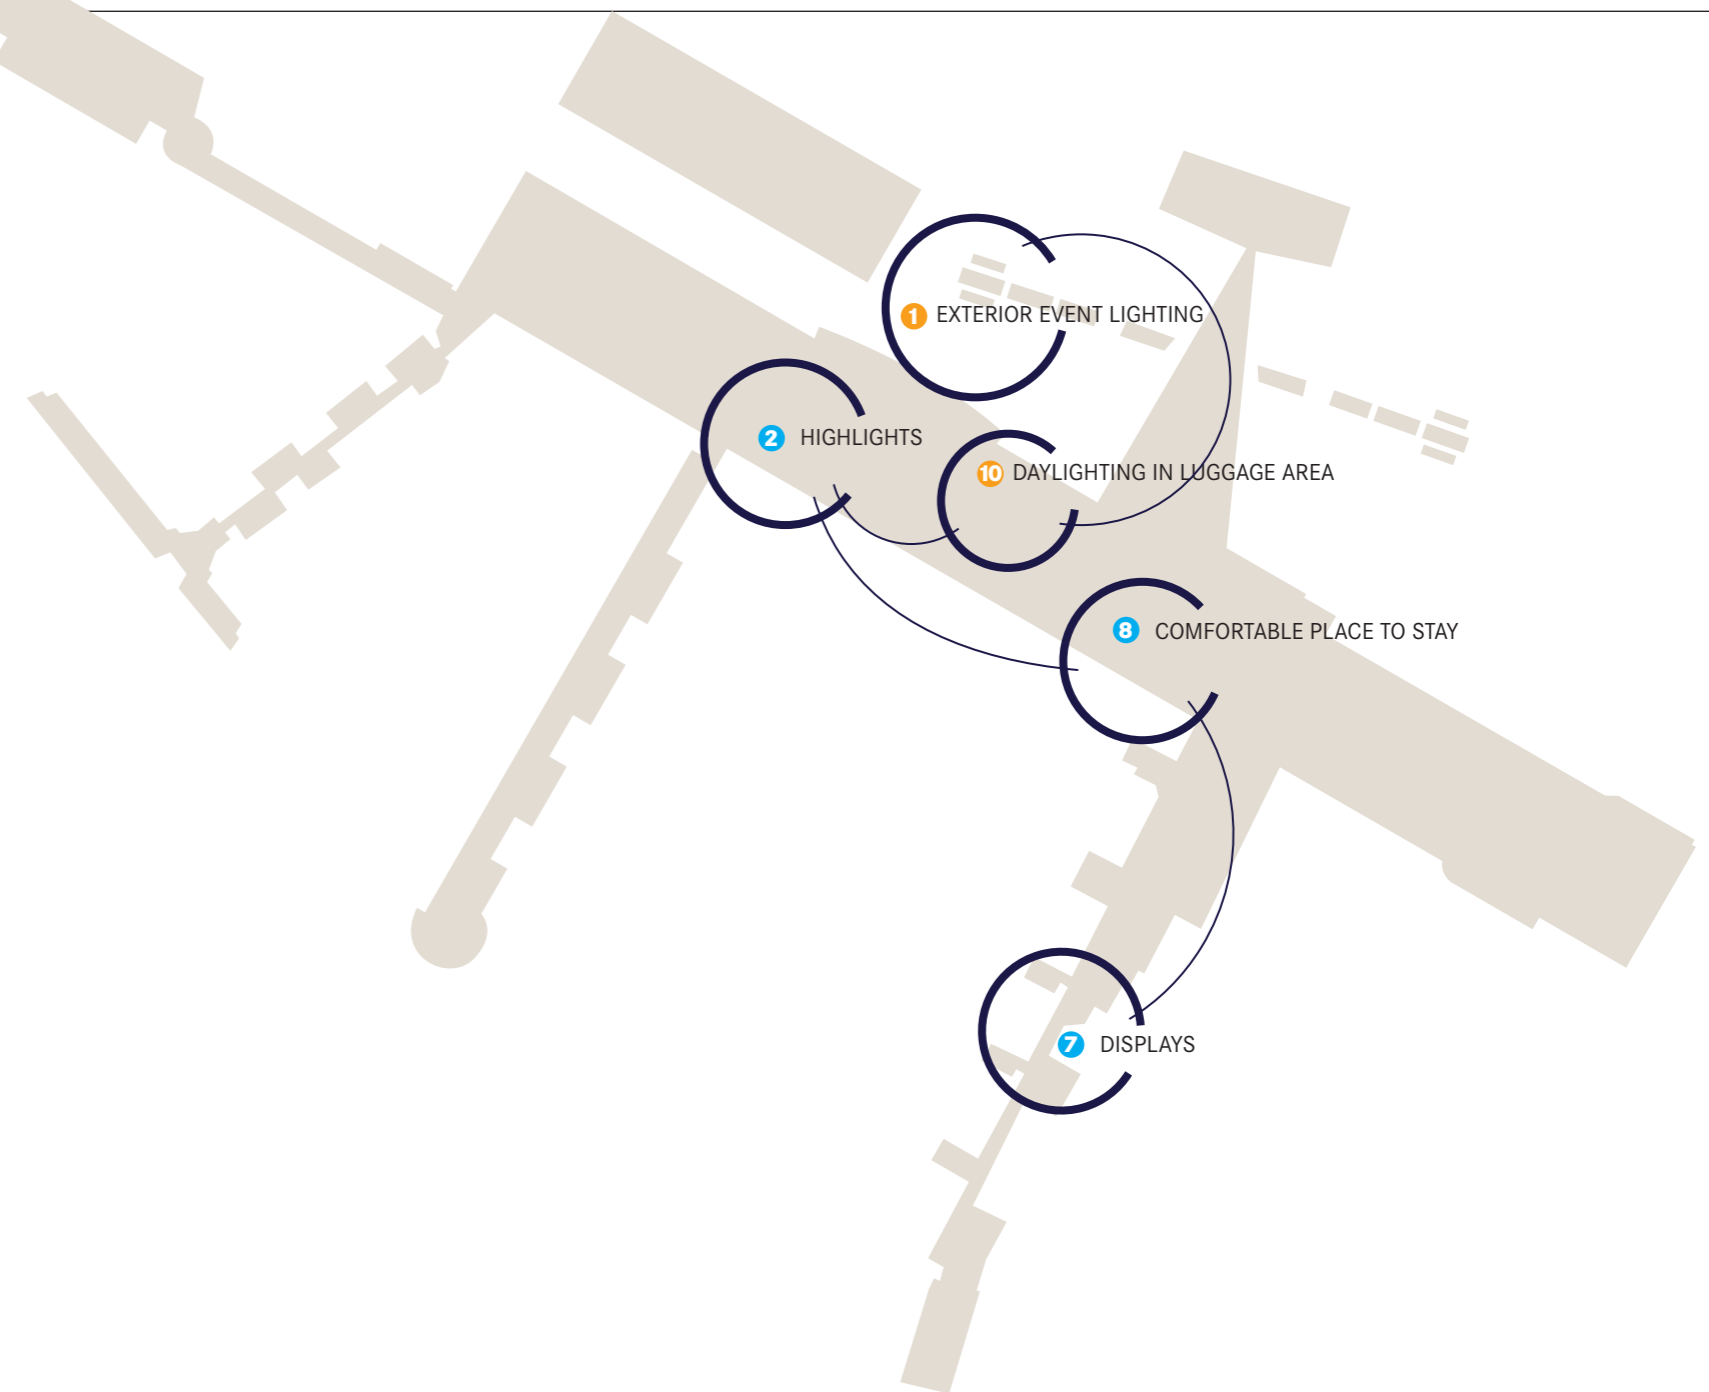 1 EXTERIOR EVENT LIGHTING
2 HIGHLIGHTS
10 DAYLIGHTING IN LUGGAGE AREA
8 COMFORTABLE PLACE TO STAY
7 DISPLAYS